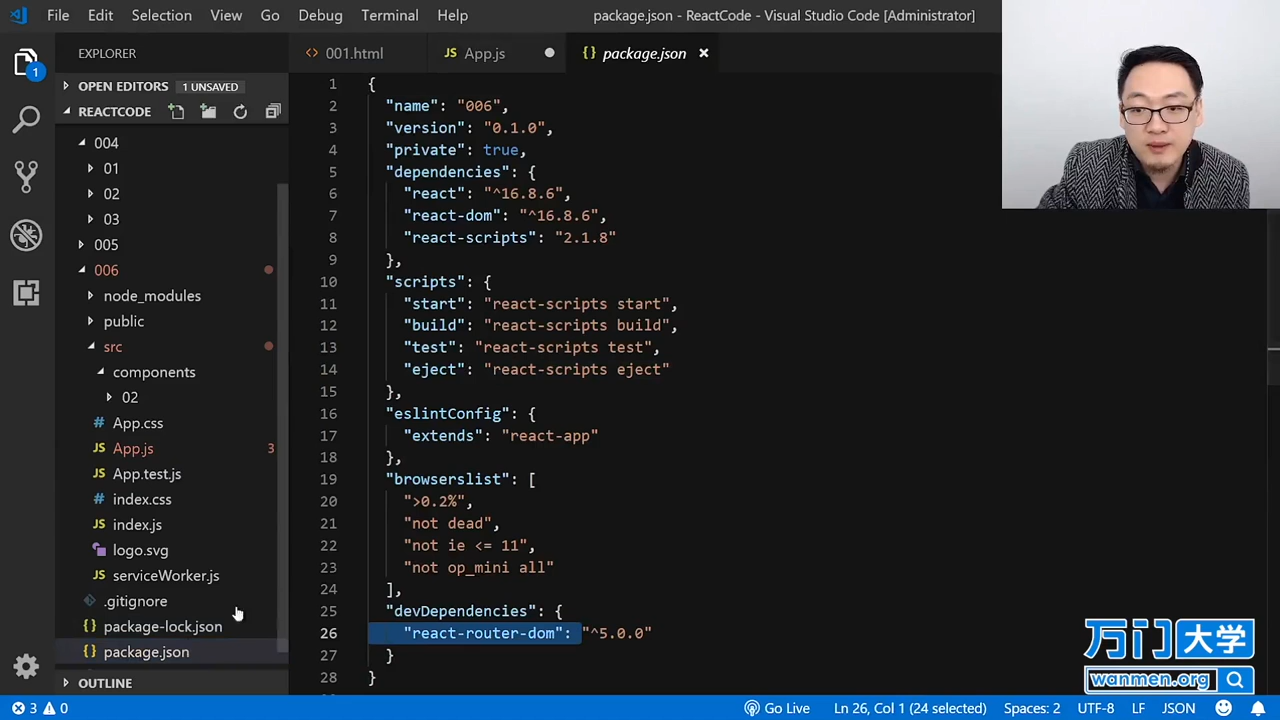 File Edit Selection View Go Debug Terminal Help
package.json - ReactCode - Visual Studio Code [Administrator]
EXPLORER
OPEN EDITORS 1 UNSAVED
REACTCODE
004
01
02
03
005
006
node_modules
public
src
components
02
App.css
App.js 3
App.test.js
index.css
index.js
logo.svg
serviceWorker.js
.gitignore
package-lock.json
package.json
OUTLINE
1
001.html
App.js
package.json
1 {
2 "name": "006",
3 "version": "0.1.0",
4 "private": true,
5 "dependencies": {
6 "react": "^16.8.6",
7 "react-dom": "^16.8.6",
8 "react-scripts": "2.1.8"
9 },
10 "scripts": {
11 "start": "react-scripts start",
12 "build": "react-scripts build",
13 "test": "react-scripts test",
14 "eject": "react-scripts eject"
15 },
16 "eslintConfig": {
17 "extends": "react-app"
18 },
19 "browserslist": [
20 ">0.2%",
21 "not dead",
22 "not ie <= 11",
23 "not op_mini all"
24 ],
25 "devDependencies": {
26 "react-router-dom": "^5.0.0"
27 }
28 }
万门大学
wanmen.org
3 0
Go Live
Ln 26, Col 1 (24 selected)
Spaces: 2
UTF-8
LF
JSON